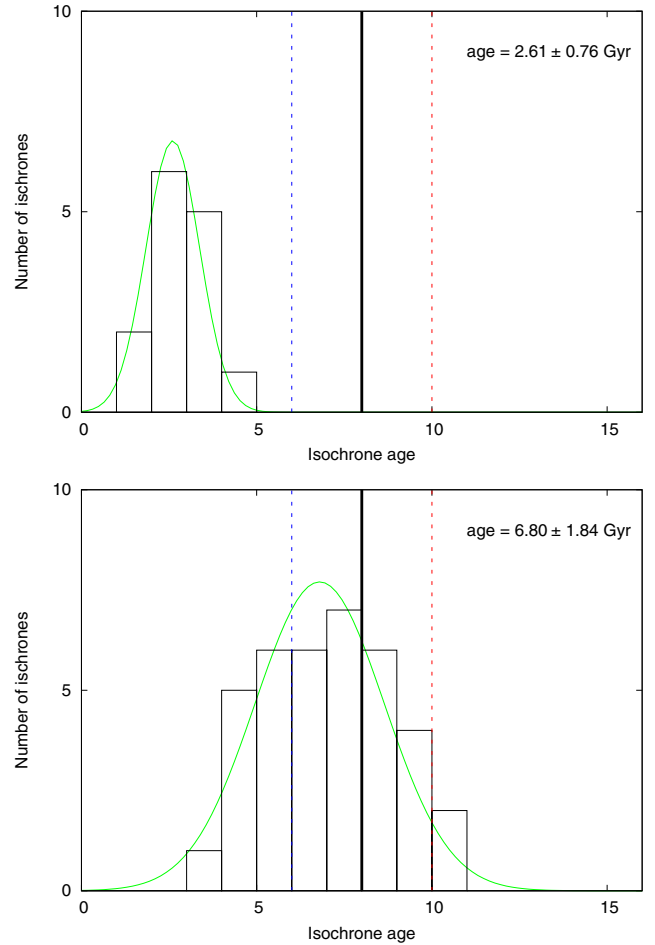 10
age = 2.61 ± 0.76 Gyr
Number of ischrones
5
0
0 5 10 15
Isochrone age
10
age = 6.80 ± 1.84 Gyr
Number of ischrones
5
0
0 5 10 15
Isochrone age